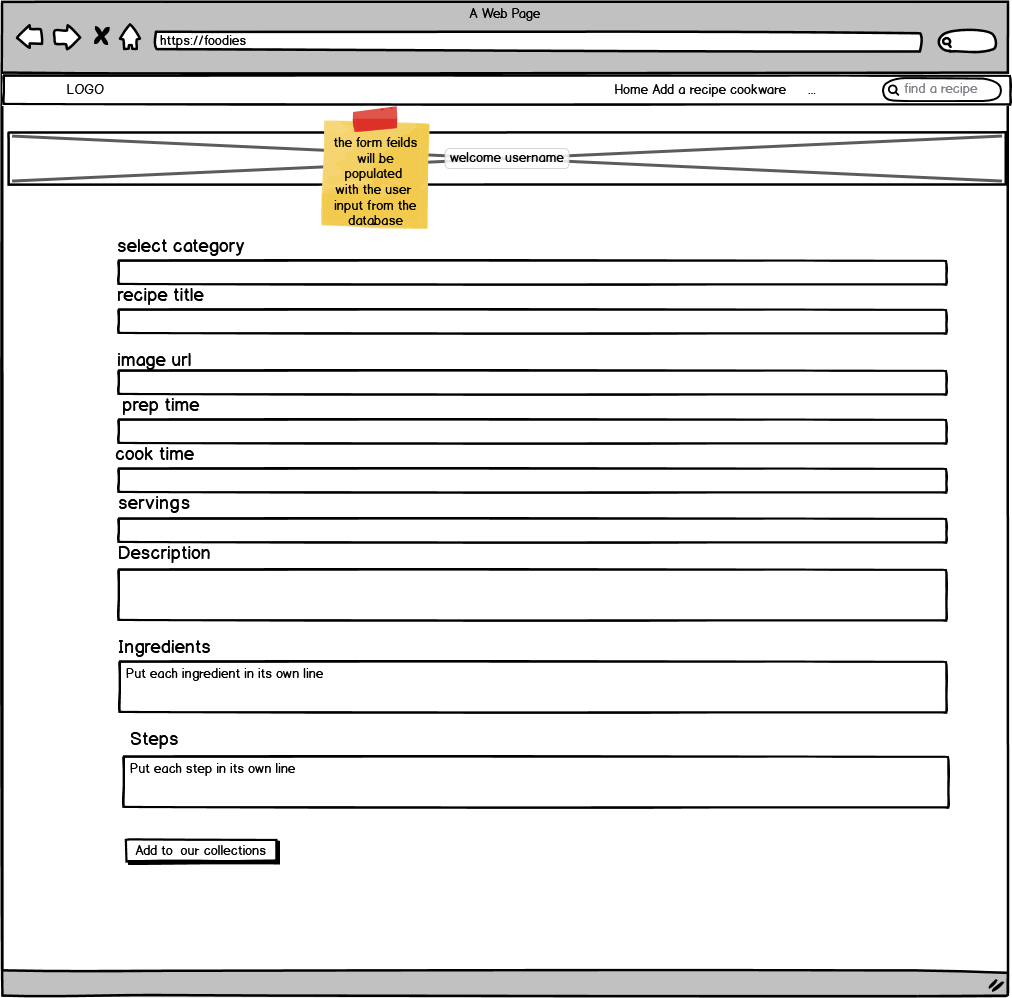 A Web Page
https://foodies
LOGO
Home Add a recipe cookware ...
find a recipe
the form feilds
will be
populated
with the user
input from the
database
welcome username
select category
recipe title
image url
prep time
cook time
servings
Description
Ingredients
Put each ingredient in its own line
Steps
Put each step in its own line
Add to our collections